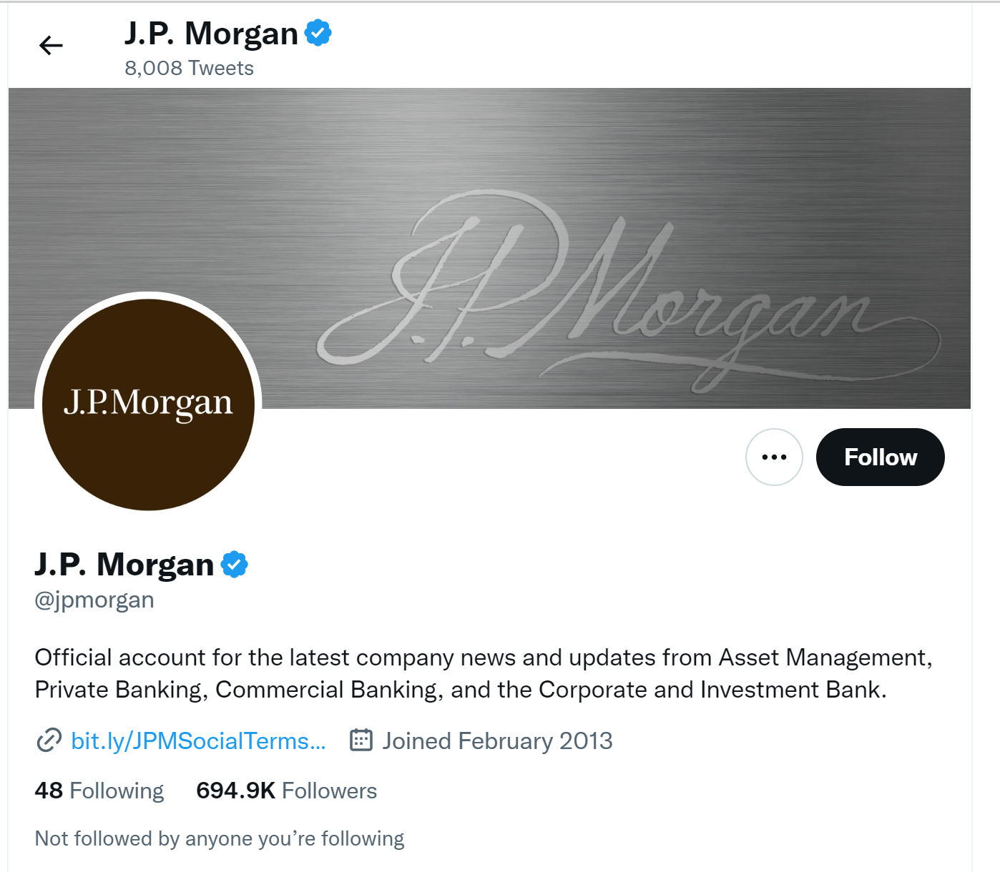 J.P. Morgan
8,008 Tweets
J.P. Morgan
J.P.Morgan
Follow
J.P. Morgan
@jpmorgan
Official account for the latest company news and updates from Asset Management,
Private Banking, Commercial Banking, and the Corporate and Investment Bank.
bit.ly/JPMSocialTerms... Joined February 2013
48 Following 694.9K Followers
Not followed by anyone you’re following